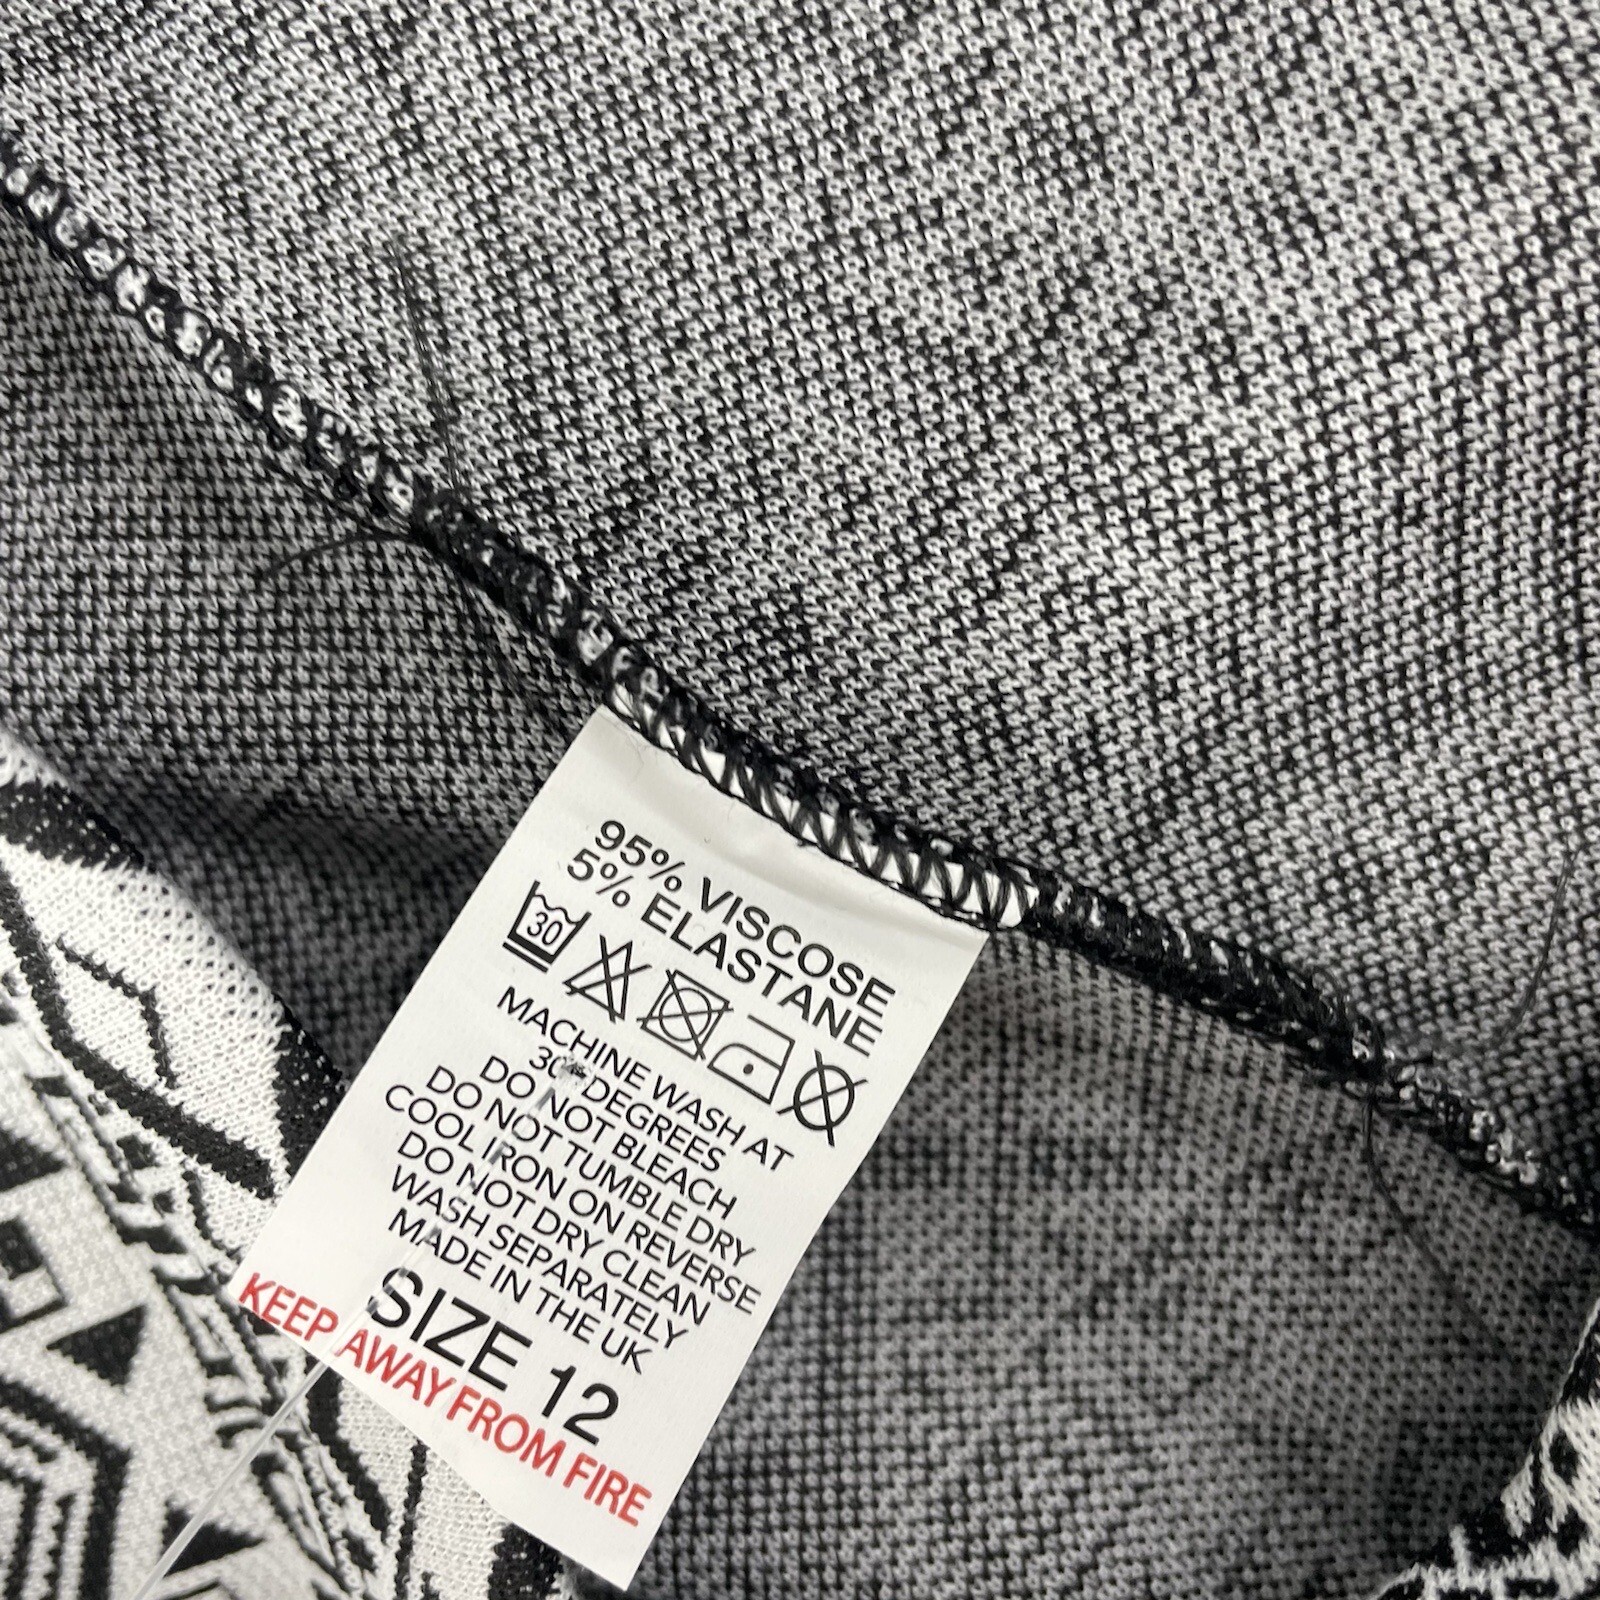 95% VISCOSE
5% ELASTANE
30
MACHINE WASH AT
30 DEGREES
DO NOT BLEACH
DO NOT TUMBLE DRY
COOL IRON ON REVERSE
DO NOT DRY CLEAN
WASH SEPARATELY
MADE IN THE UK
SIZE 12
KEEP AWAY FROM FIRE